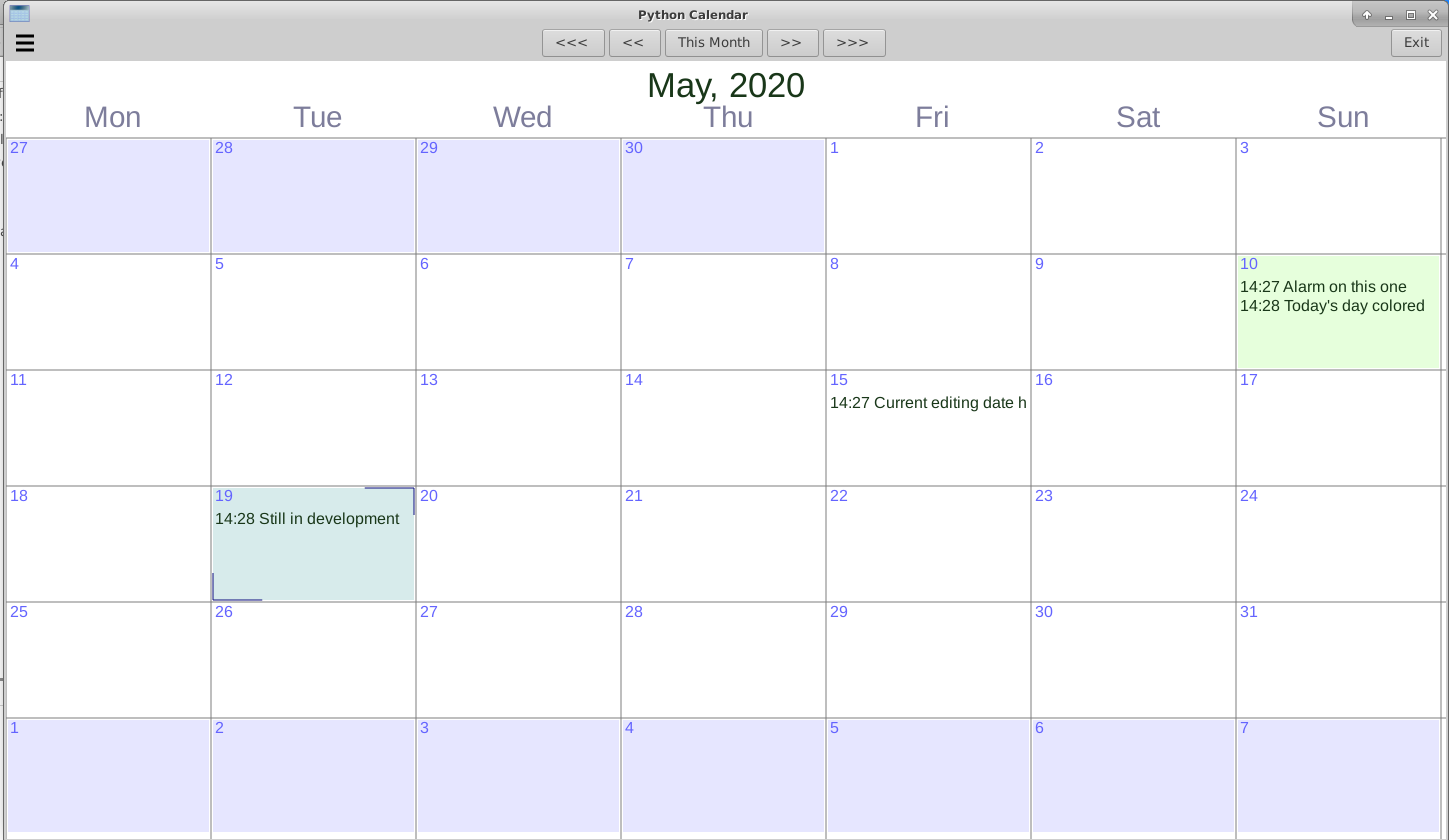 Python Calendar
<<< << This Month >> >>> Exit
May, 2020
Mon Tue Wed Thu Fri Sat Sun
27 28 29 30 1 2 3
4 5 6 7 8 9 10
14:27 Alarm on this one
14:28 Today's day colored
11 12 13 14 15 16 17
14:27 Current editing date h
18 19 20 21 22 23 24
14:28 Still in development
25 26 27 28 29 30 31
1 2 3 4 5 6 7